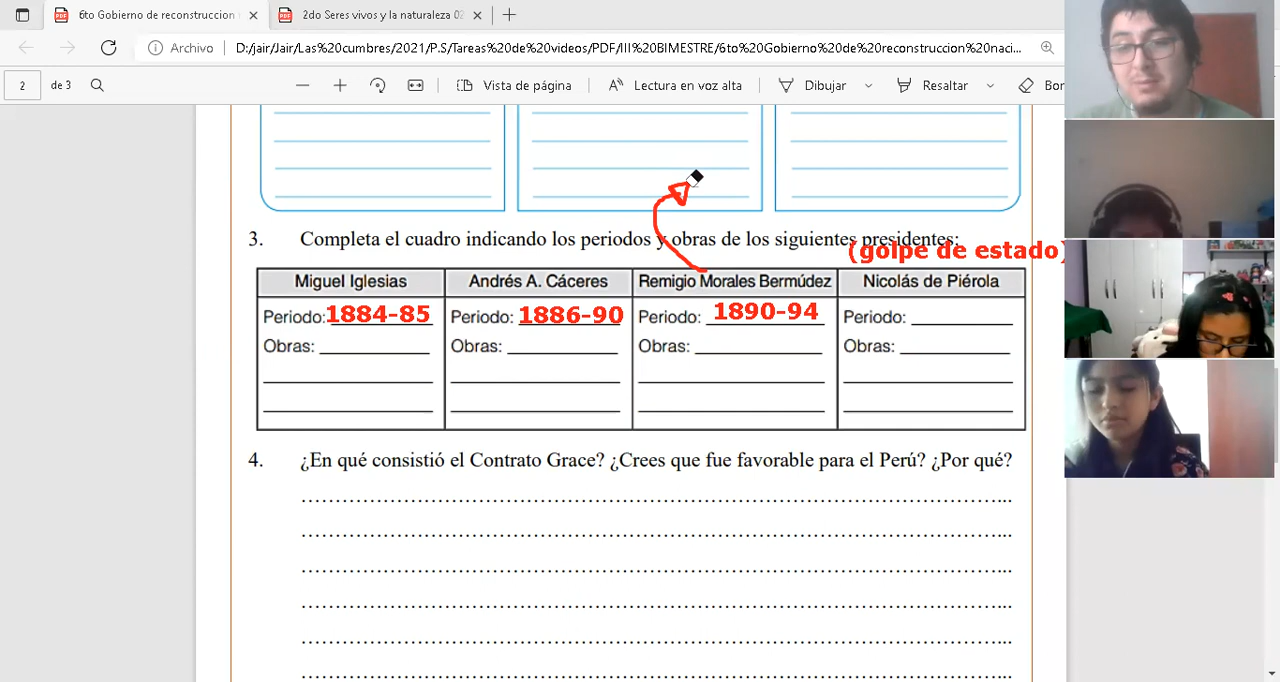 6to Gobierno de reconstruccion
2do Seres vivos y la naturaleza 02
Archivo
D:/jair/Jair/Las%20cumbres/2021/P.S/Tareas%20de%20videos/PDF/III%20BIMESTRE/6to%20Gobierno%20de%20reconstruccion%20naci...
2 de 3 Vista de página Lectura en voz alta Dibujar Resaltar Bor
3. Completa el cuadro indicando los periodos y obras de los siguientes presidentes:
(golpe de estado)
Miguel Iglesias Andrés A. Cáceres Remigio Morales Bermúdez Nicolás de Piérola
Periodo: 1884-85 Periodo: 1886-90 Periodo: 1890-94 Periodo:
Obras: Obras: Obras: Obras:
4. ¿En qué consistió el Contrato Grace? ¿Crees que fue favorable para el Perú? ¿Por qué?